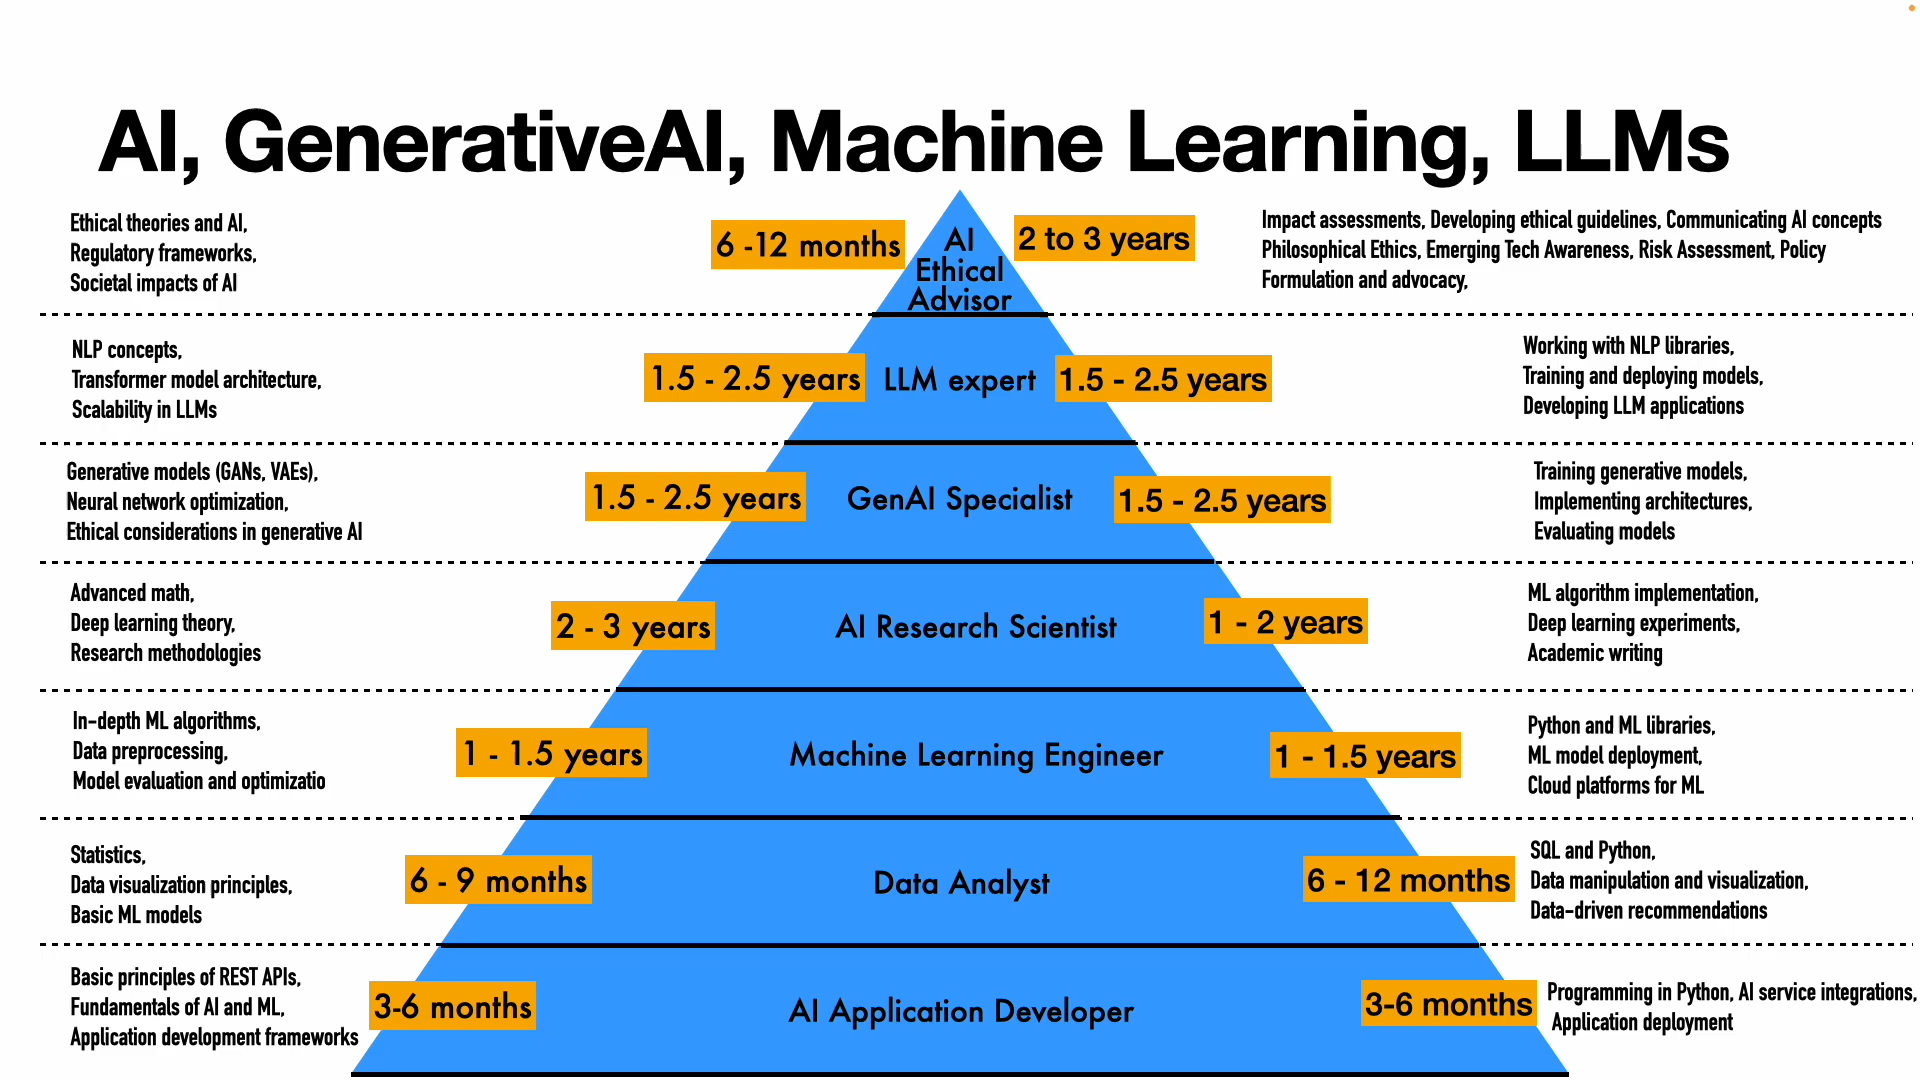 AI, GenerativeAI, Machine Learning, LLMs
Ethical theories and AI,
Regulatory frameworks,
Societal impacts of AI
6 -12 months
AI
Ethical
Advisor
2 to 3 years
Impact assessments, Developing ethical guidelines, Communicating AI concepts
Philosophical Ethics, Emerging Tech Awareness, Risk Assessment, Policy
Formulation and advocacy,
NLP concepts,
Transformer model architecture,
Scalability in LLMs
1.5 - 2.5 years
LLM expert
1.5 - 2.5 years
Working with NLP libraries,
Training and deploying models,
Developing LLM applications
Generative models (GANs, VAEs),
Neural network optimization,
Ethical considerations in generative AI
1.5 - 2.5 years
GenAI Specialist
1.5 - 2.5 years
Training generative models,
Implementing architectures,
Evaluating models
Advanced math,
Deep learning theory,
Research methodologies
2 - 3 years
AI Research Scientist
1 - 2 years
ML algorithm implementation,
Deep learning experiments,
Academic writing
In-depth ML algorithms,
Data preprocessing,
Model evaluation and optimizatio
1 - 1.5 years
Machine Learning Engineer
1 - 1.5 years
Python and ML libraries,
ML model deployment,
Cloud platforms for ML
Statistics,
Data visualization principles,
Basic ML models
6 - 9 months
Data Analyst
6 - 12 months
SQL and Python,
Data manipulation and visualization,
Data-driven recommendations
Basic principles of REST APIs,
Fundamentals of AI and ML,
Application development frameworks
3-6 months
AI Application Developer
3-6 months
Programming in Python, AI service integrations,
Application deployment